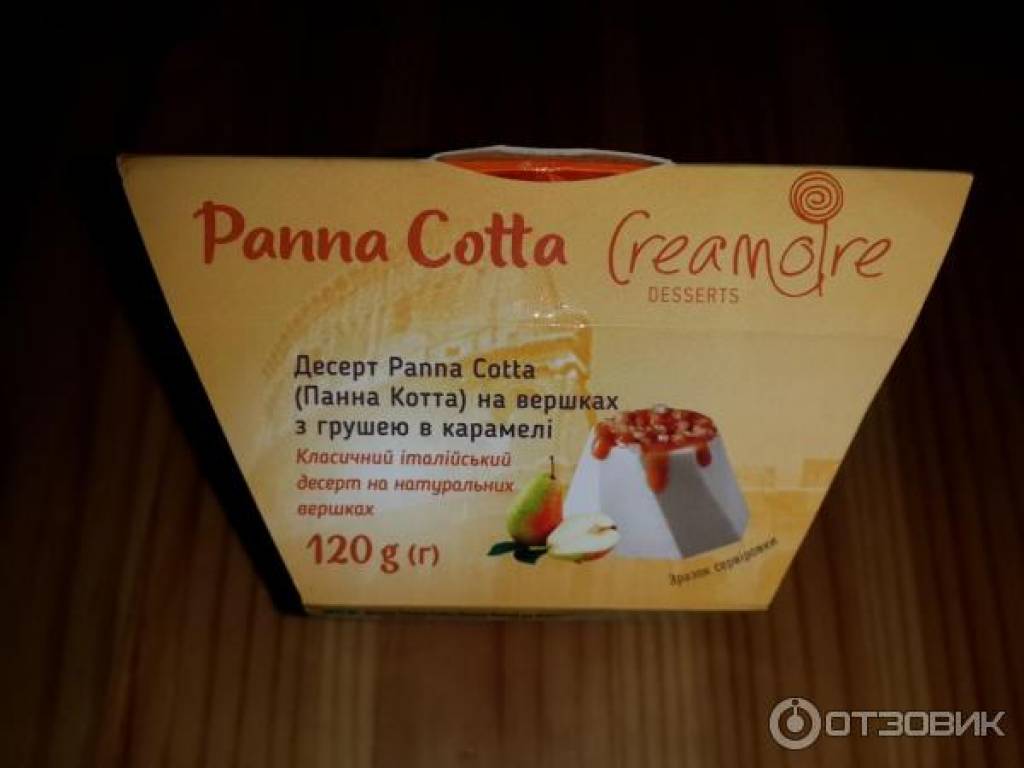 Panna Cotta
Creamoire
DESSERTS
Десерт Panna Cotta
(Панна Котта) на вершках
з грушею в карамелі
Класичний італійський
десерт на натуральних
вершках
120 g (г)
Зразок сервіровки
ОТЗОВИК